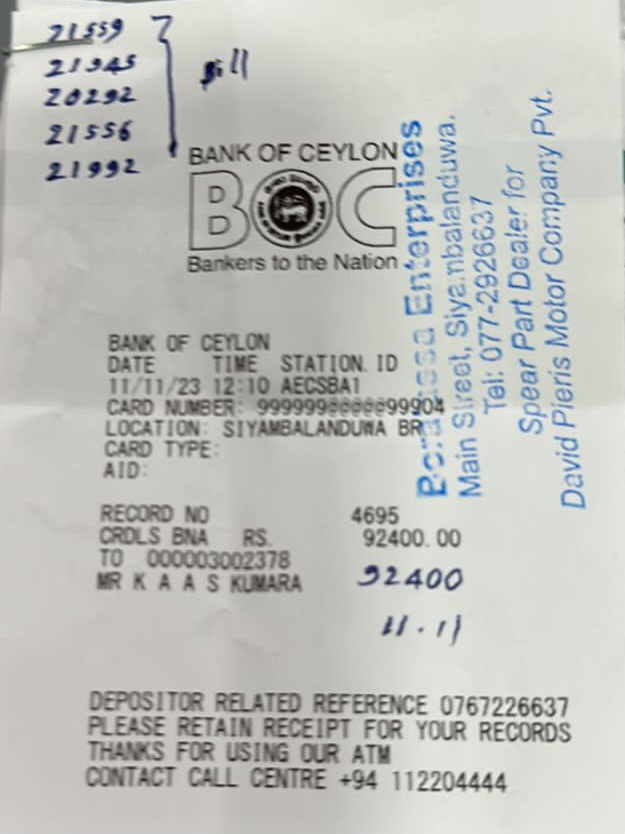 21559
21945
20292
21556
21992
Bill
BANK OF CEYLON
BOC
Bankers to the Nation
BANK OF CEYLON
DATE TIME STATION ID
11/11/23 12:10 AECSBA1
CARD NUMBER: 9999999@@@@@@99904
LOCATION: SIYAMBALANDUWA BR
CARD TYPE:
AID:
RECORD NO 4695
CRDLS BNA RS. 92400.00
TO 000003002378
MR K A A S KUMARA
92400
11.11
DEPOSITOR RELATED REFERENCE 0767226637
PLEASE RETAIN RECEIPT FOR YOUR RECORDS
THANKS FOR USING OUR ATM
CONTACT CALL CENTRE +94 112204444
Enterprises
Main Street, Siyambalanduwa.
Tel: 077-2926637
Spear Part Dealer for
David Pieris Motor Company Pvt.